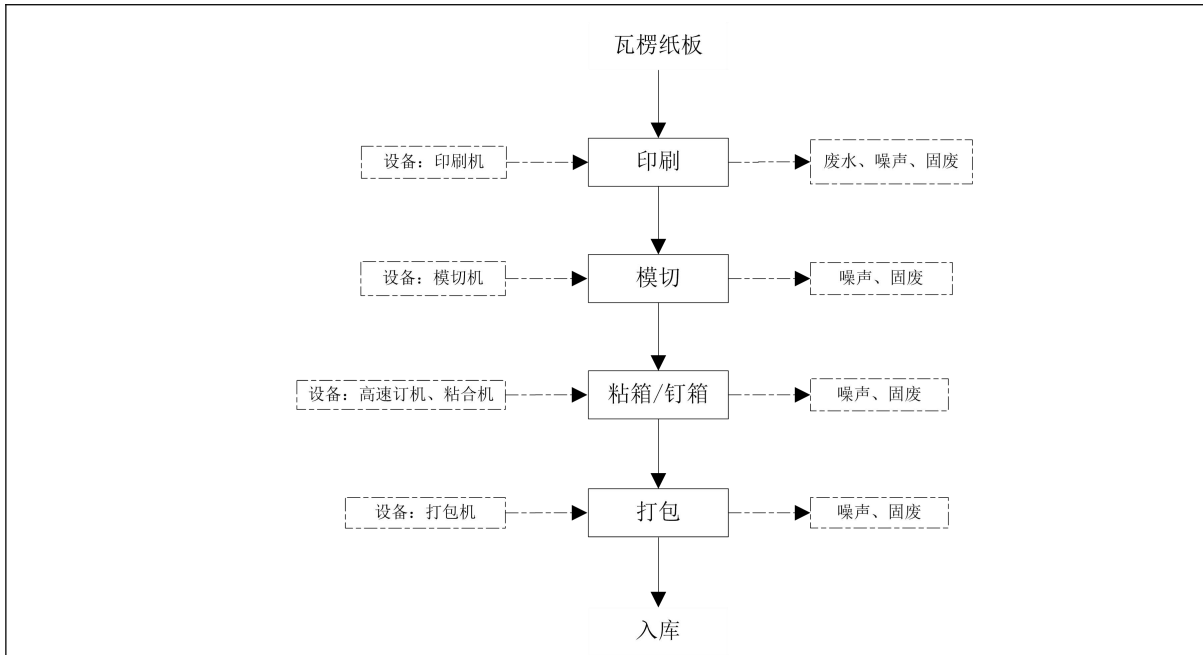 瓦楞纸板
设备：印刷机
印刷
废水、噪声、固废
设备：模切机
模切
噪声、固废
设备：高速订机、粘合机
粘箱/钉箱
噪声、固废
设备：打包机
打包
噪声、固废
入库